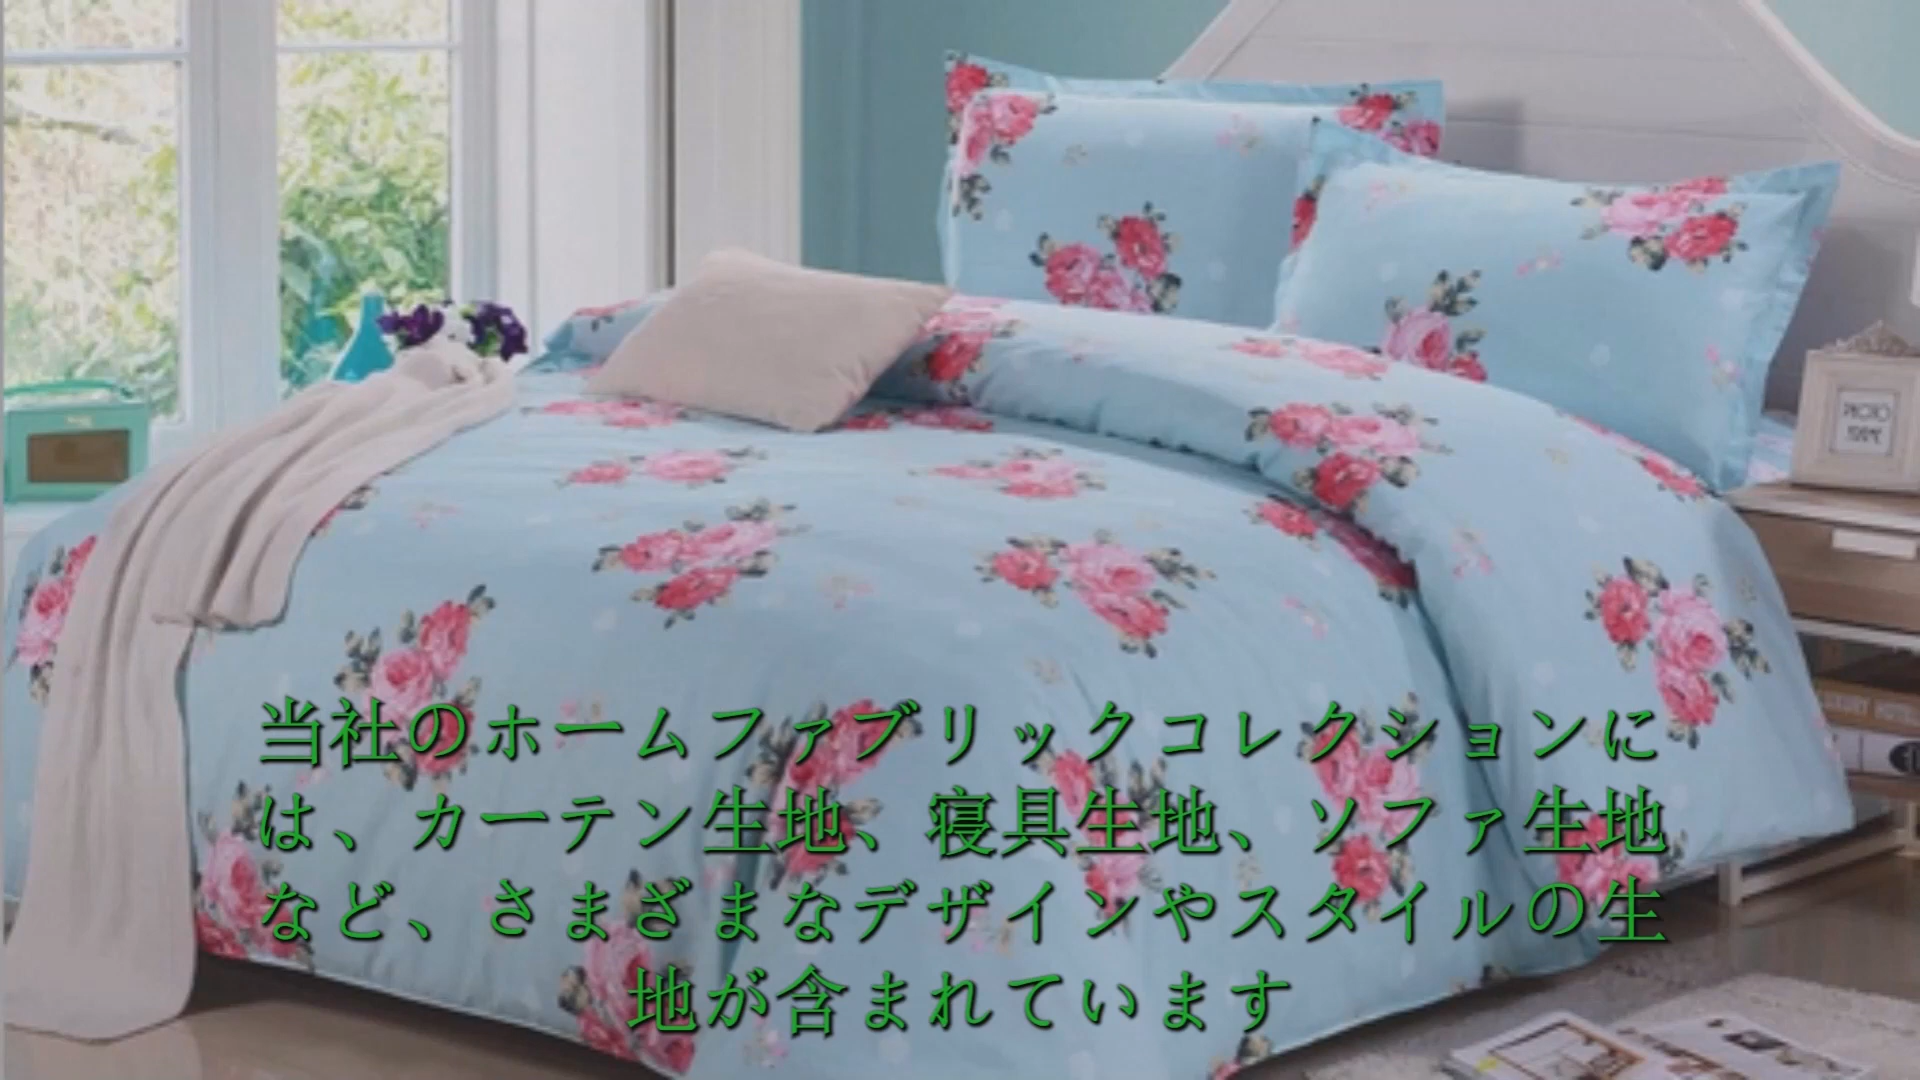 当社のホームファブリックコレクションに
は、カーテン生地、寝具生地、ソファ生地
など、さまざまなデザインやスタイルの生
地が含まれています